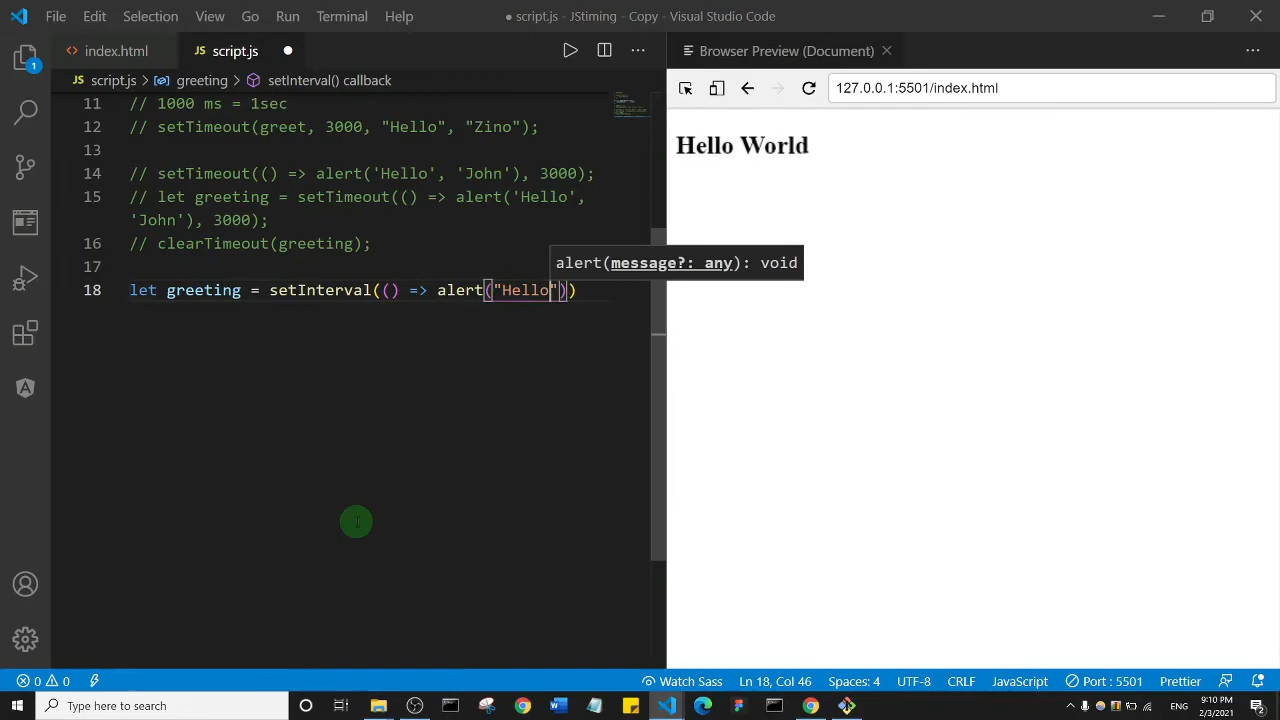 File Edit Selection View Go Run Terminal Help
● script.js - JStiming - Copy - Visual Studio Code
index.html
JS script.js
Browser Preview (Document)
1
JS script.js > greeting > setInterval() callback
127.0.0.1:5501/index.html
11 // 1000 ms = 1sec
12 // setTimeout(greet, 3000, "Hello", "Zino");
13
14 // setTimeout(() => alert('Hello', 'John'), 3000);
15 // let greeting = setTimeout(() => alert('Hello',
'John'), 3000);
16 // clearTimeout(greeting);
17
alert(message?: any): void
18 let greeting = setInterval(() => alert("Hello"))
Hello World
0 0
Watch Sass
Ln 18, Col 46
Spaces: 4
UTF-8
CRLF
JavaScript
Port : 5501
Prettier
Type here to search
ENG
9:10 PM
2/3/2021
2